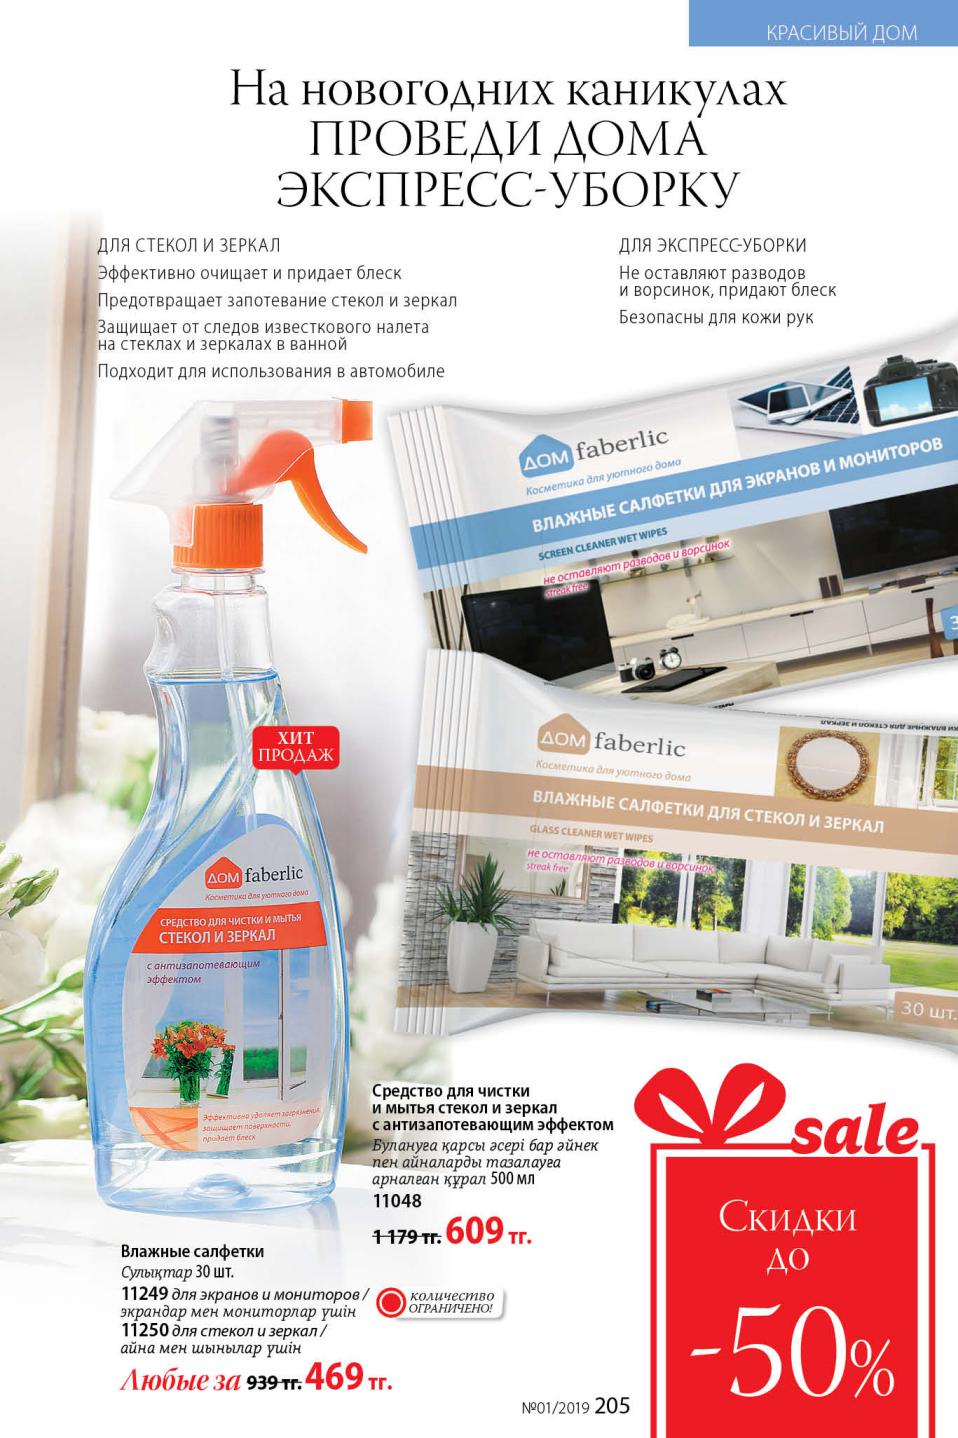 КРАСИВЫЙ ДОМ
На новогодних каникулах
ПРОВЕДИ ДОМА
ЭКСПРЕСС-УБОРКУ
ДЛЯ СТЕКОЛ И ЗЕРКАЛ
Эффективно очищает и придает блеск
Предотвращает запотевание стекол и зеркал
Защищает от следов известкового налета
на стеклах и зеркалах в ванной
Подходит для использования в автомобиле
ДЛЯ ЭКСПРЕСС-УБОРКИ
Не оставляют разводов
и ворсинок, придают блеск
Безопасны для кожи рук
ДОМ faberlic
Косметика для уютного дома
ВЛАЖНЫЕ САЛФЕТКИ ДЛЯ ЭКРАНОВ И МОНИТОРОВ
SCREEN CLEANER WET WIPES
не оставляют разводов и ворсинок
streak free
3
ДОМ faberlic
Косметика для уютного дома
ВЛАЖНЫЕ САЛФЕТКИ ДЛЯ СТЕКОЛ И ЗЕРКАЛ
GLASS CLEANER WET WIPES
не оставляют разводов и ворсинок
streak free
30 шт.
ХИТ
ПРОДАЖ
ДОМ faberlic
Косметика для уютного дома
СРЕДСТВО ДЛЯ ЧИСТКИ И МЫТЬЯ
СТЕКОЛ И ЗЕРКАЛ
с антизапотевающим
эффектом
Эффективно удаляет загрязнения,
защищает поверхности,
придаёт блеск
Средство для чистки
и мытья стекол и зеркал
с антизапотевающим эффектом
Булануға қарсы әсері бар әйнек
пен айналарды тазалауға
арналған құрал 500 мл
11048
1 179 тг. 609 тг.
Влажные салфетки
Сулықтар 30 шт.
11249 для экранов и мониторов /
экрандар мен мониторлар үшін
11250 для стекол и зеркал /
айна мен шынылар үшін
Любые за 939 тг. 469 тг.
количество
ОГРАНИЧЕНО!
sale
Скидки
до
-50%
№01/2019 205